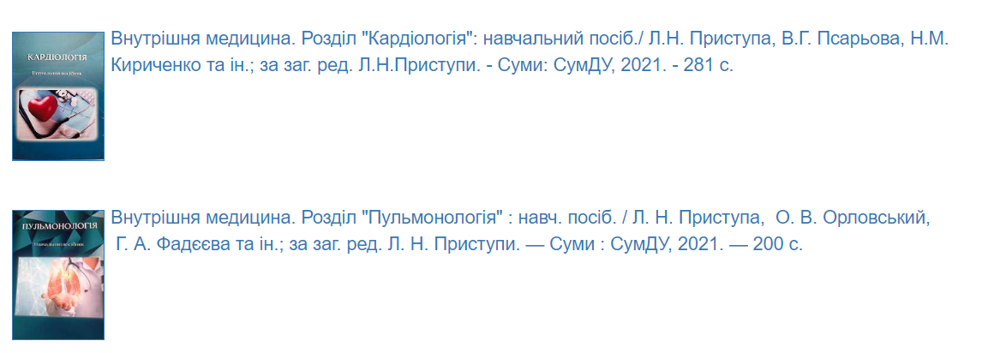 Внутрішня медицина. Розділ "Кардіологія": навчальний посіб./ Л.Н. Приступа, В.Г. Псарьова, Н.М.
Кириченко та ін.; за заг. ред. Л.Н.Приступи. - Суми: СумДУ, 2021. - 281 с.
КАРДІОЛОГІЯ
Навчальний посібник
Внутрішня медицина. Розділ "Пульмонологія" : навч. посіб. / Л. Н. Приступа,  О. В. Орловський,
Г. А. Фадєєва та ін.; за заг. ред. Л. Н. Приступи. — Суми : СумДУ, 2021. — 200 с.
ПУЛЬМОНОЛОГІЯ
Навчальний посібник